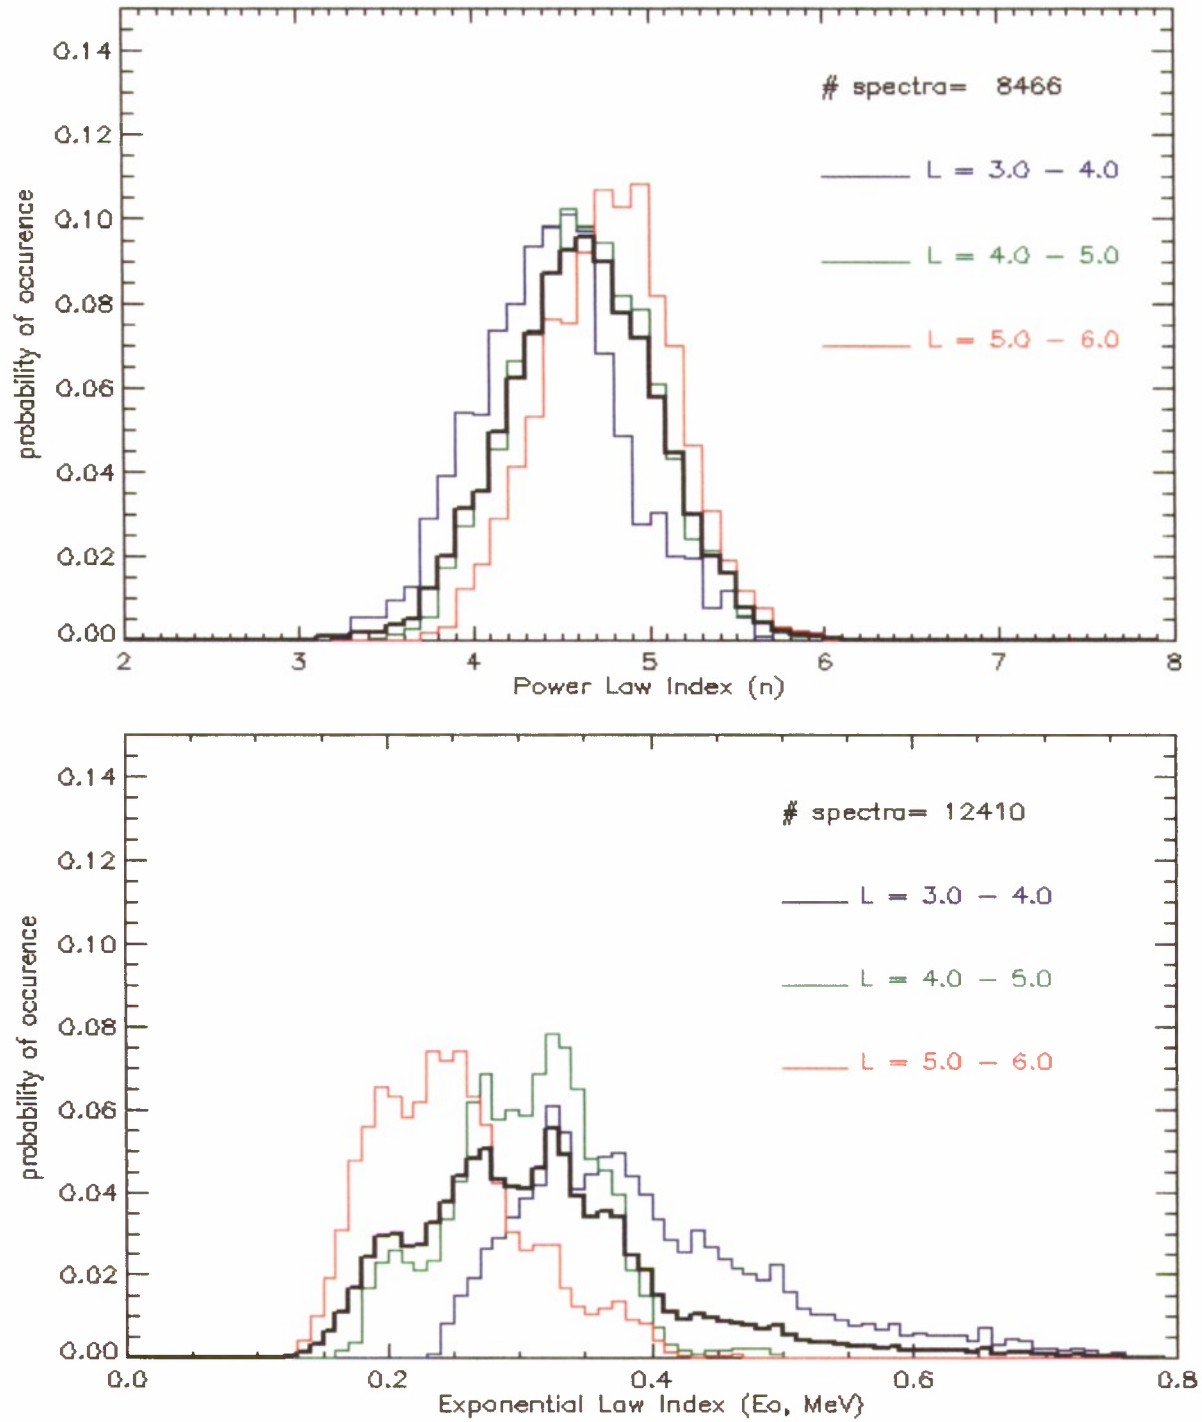 0.14
# spectra= 8466
0.12
L = 3.0 - 4.0
0.10
L = 4.0 - 5.0
0.08
L = 5.0 - 6.0
0.06
0.04
0.02
0.00
probability of occurence
2 3 4 5 6 7 8
Power Law Index (n)
0.14
# spectra= 12410
0.12
L = 3.0 - 4.0
0.10
L = 4.0 - 5.0
0.08
L = 5.0 - 6.0
0.06
0.04
0.02
0.00
probability of occurence
0.0 0.2 0.4 0.6 0.8
Exponential Law Index (Eo, MeV)